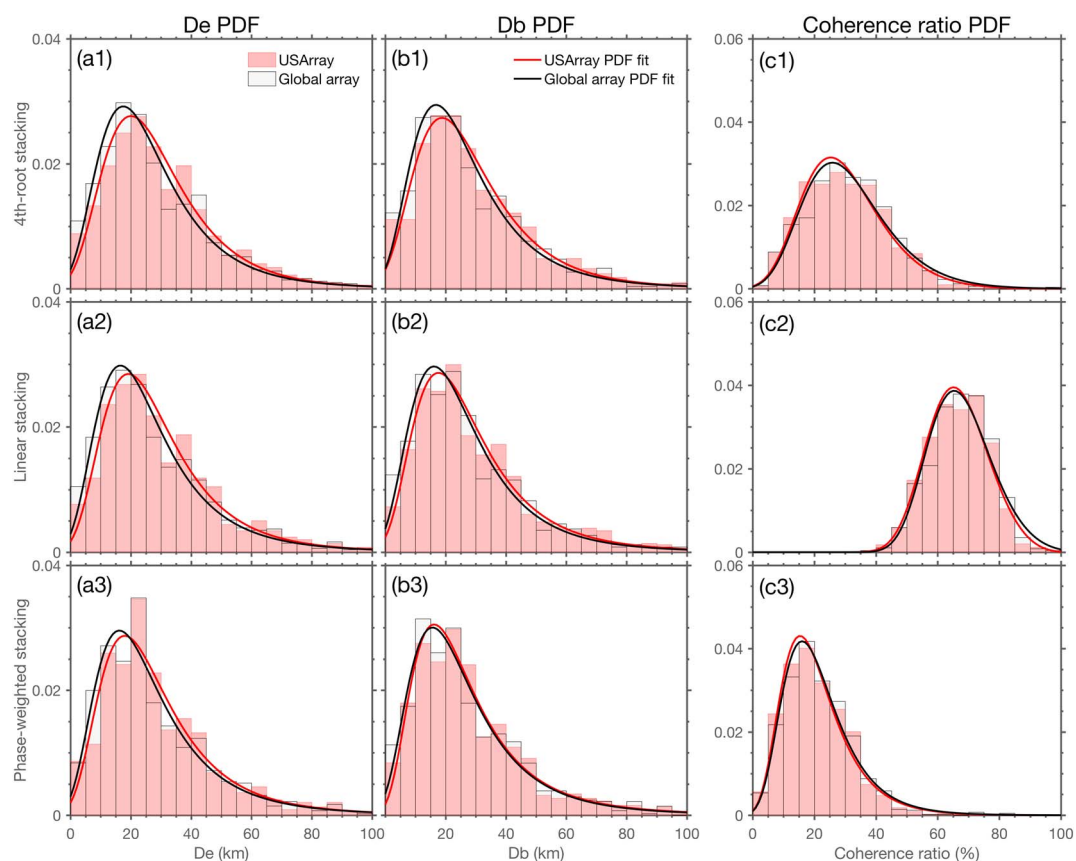 De PDF
Db PDF
Coherence ratio PDF
4th-root stacking
0.04
0.02
0
(a1)
USArray
Global array
(b1)
USArray PDF fit
Global array PDF fit
0.06
0.04
0.02
0
(c1)
Linear stacking
0.04
0.02
0
(a2)
(b2)
0.06
0.04
0.02
0
(c2)
Phase-weighted stacking
0.04
0.02
0
(a3)
(b3)
0.06
0.04
0.02
0
(c3)
0 20 40 60 80 100
0 20 40 60 80 100
0 20 40 60 80 100
De (km)
Db (km)
Coherence ratio (%)